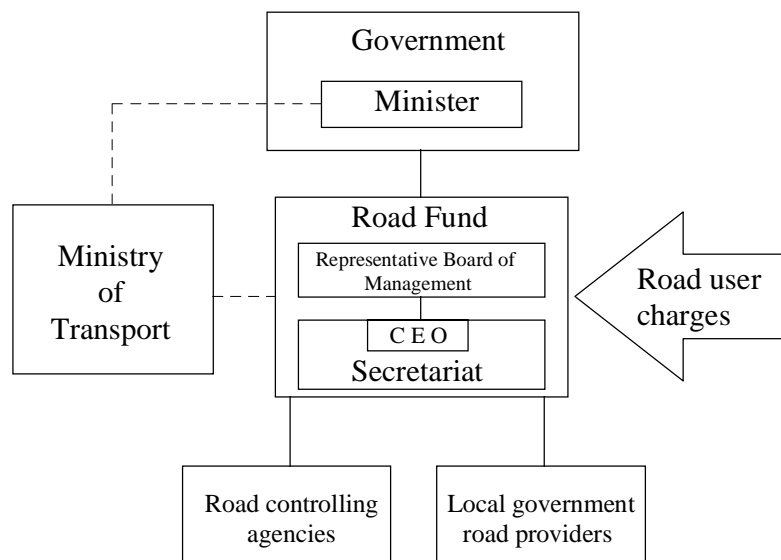 Government
Minister
Ministry
of
Transport
Road Fund
Representative Board of
Management
C E O
Secretariat
Road user
charges
Road controlling
agencies
Local government
road providers